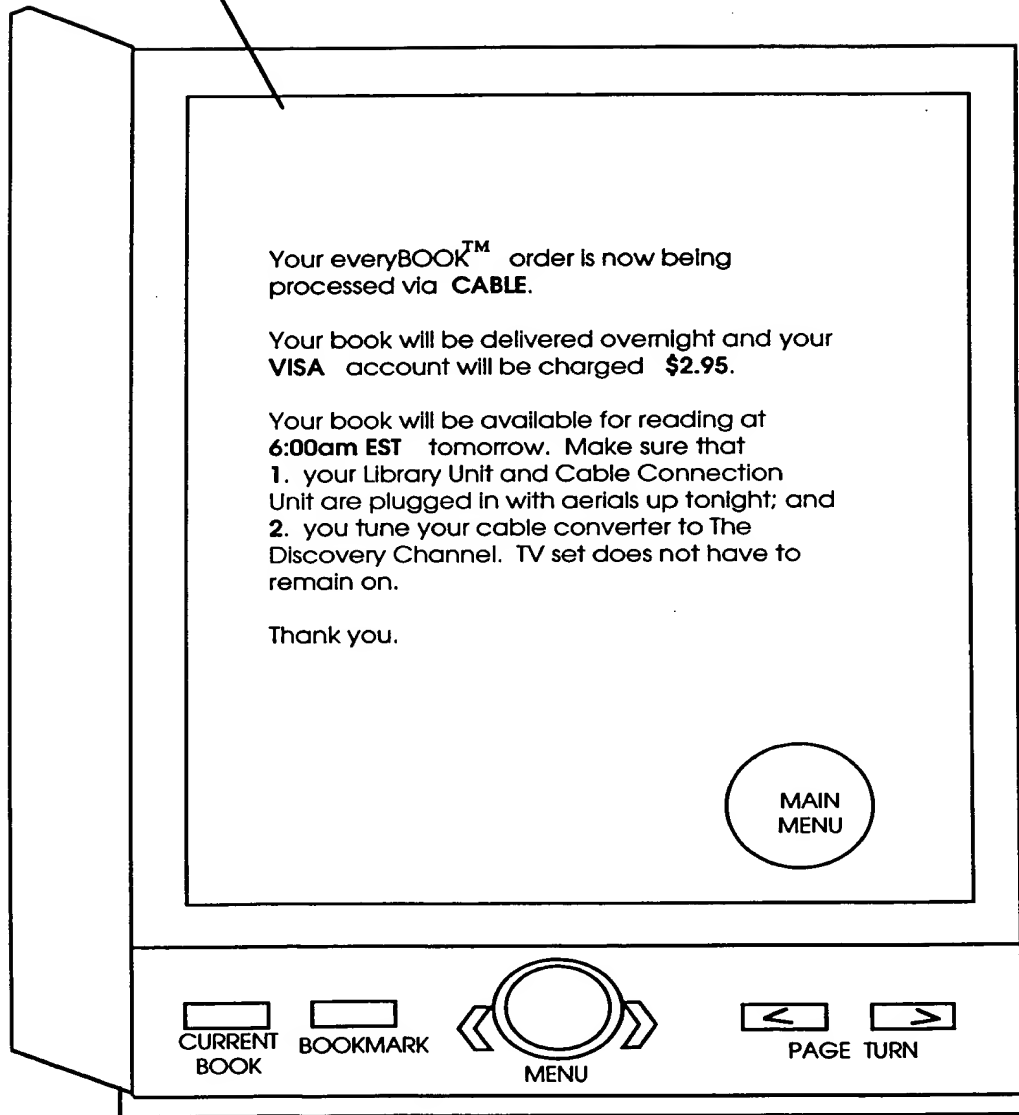 Your everyBOOK™ order is now being
processed via CABLE.
Your book will be delivered overnight and your
VISA account will be charged $2.95.
Your book will be available for reading at
6:00am EST tomorrow. Make sure that
1. your Library Unit and Cable Connection
Unit are plugged in with aerials up tonight; and
2. you tune your cable converter to The
Discovery Channel. TV set does not have to
remain on.
Thank you.
MAIN
MENU
< >
CURRENT
BOOK
BOOKMARK
MENU
PAGE TURN